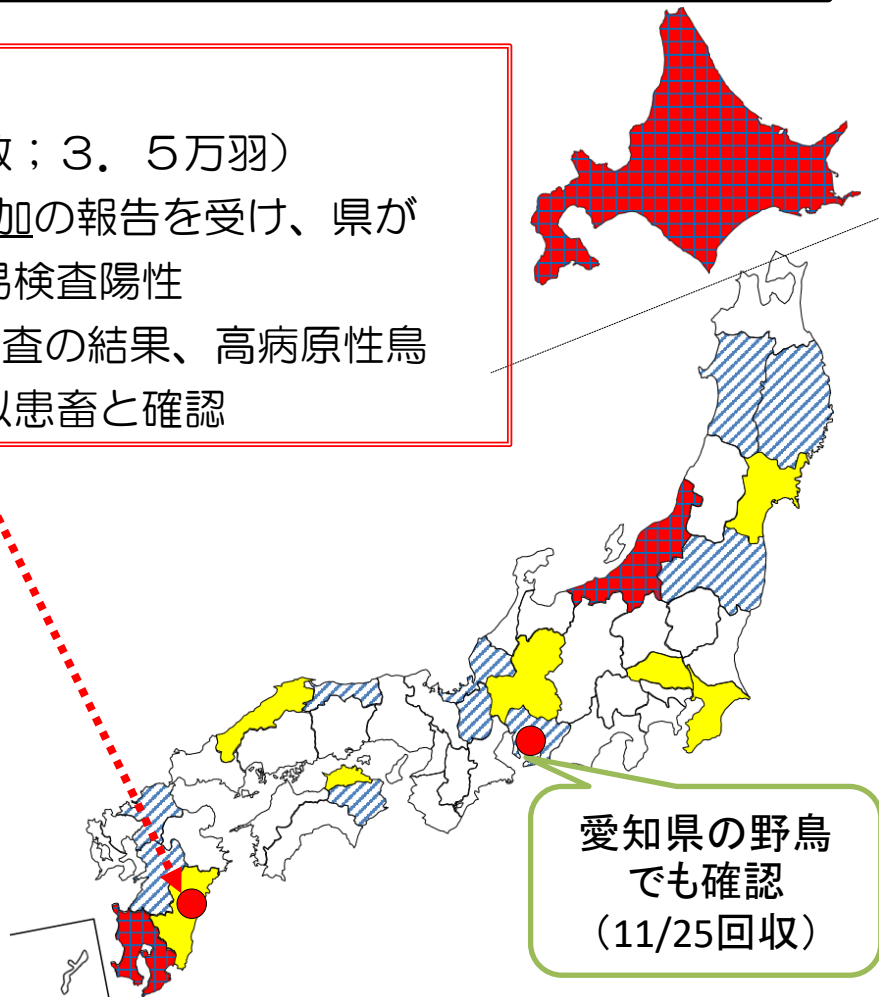 数；３．５万羽）
加の報告を受け、県が
易検査陽性
査の結果、高病原性鳥
以患畜と確認
愛知県の野鳥
でも確認
（11/25回収）